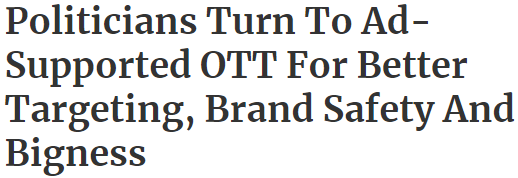 Politicians Turn To Ad-
Supported OTT For Better
Targeting, Brand Safety And
Bigness